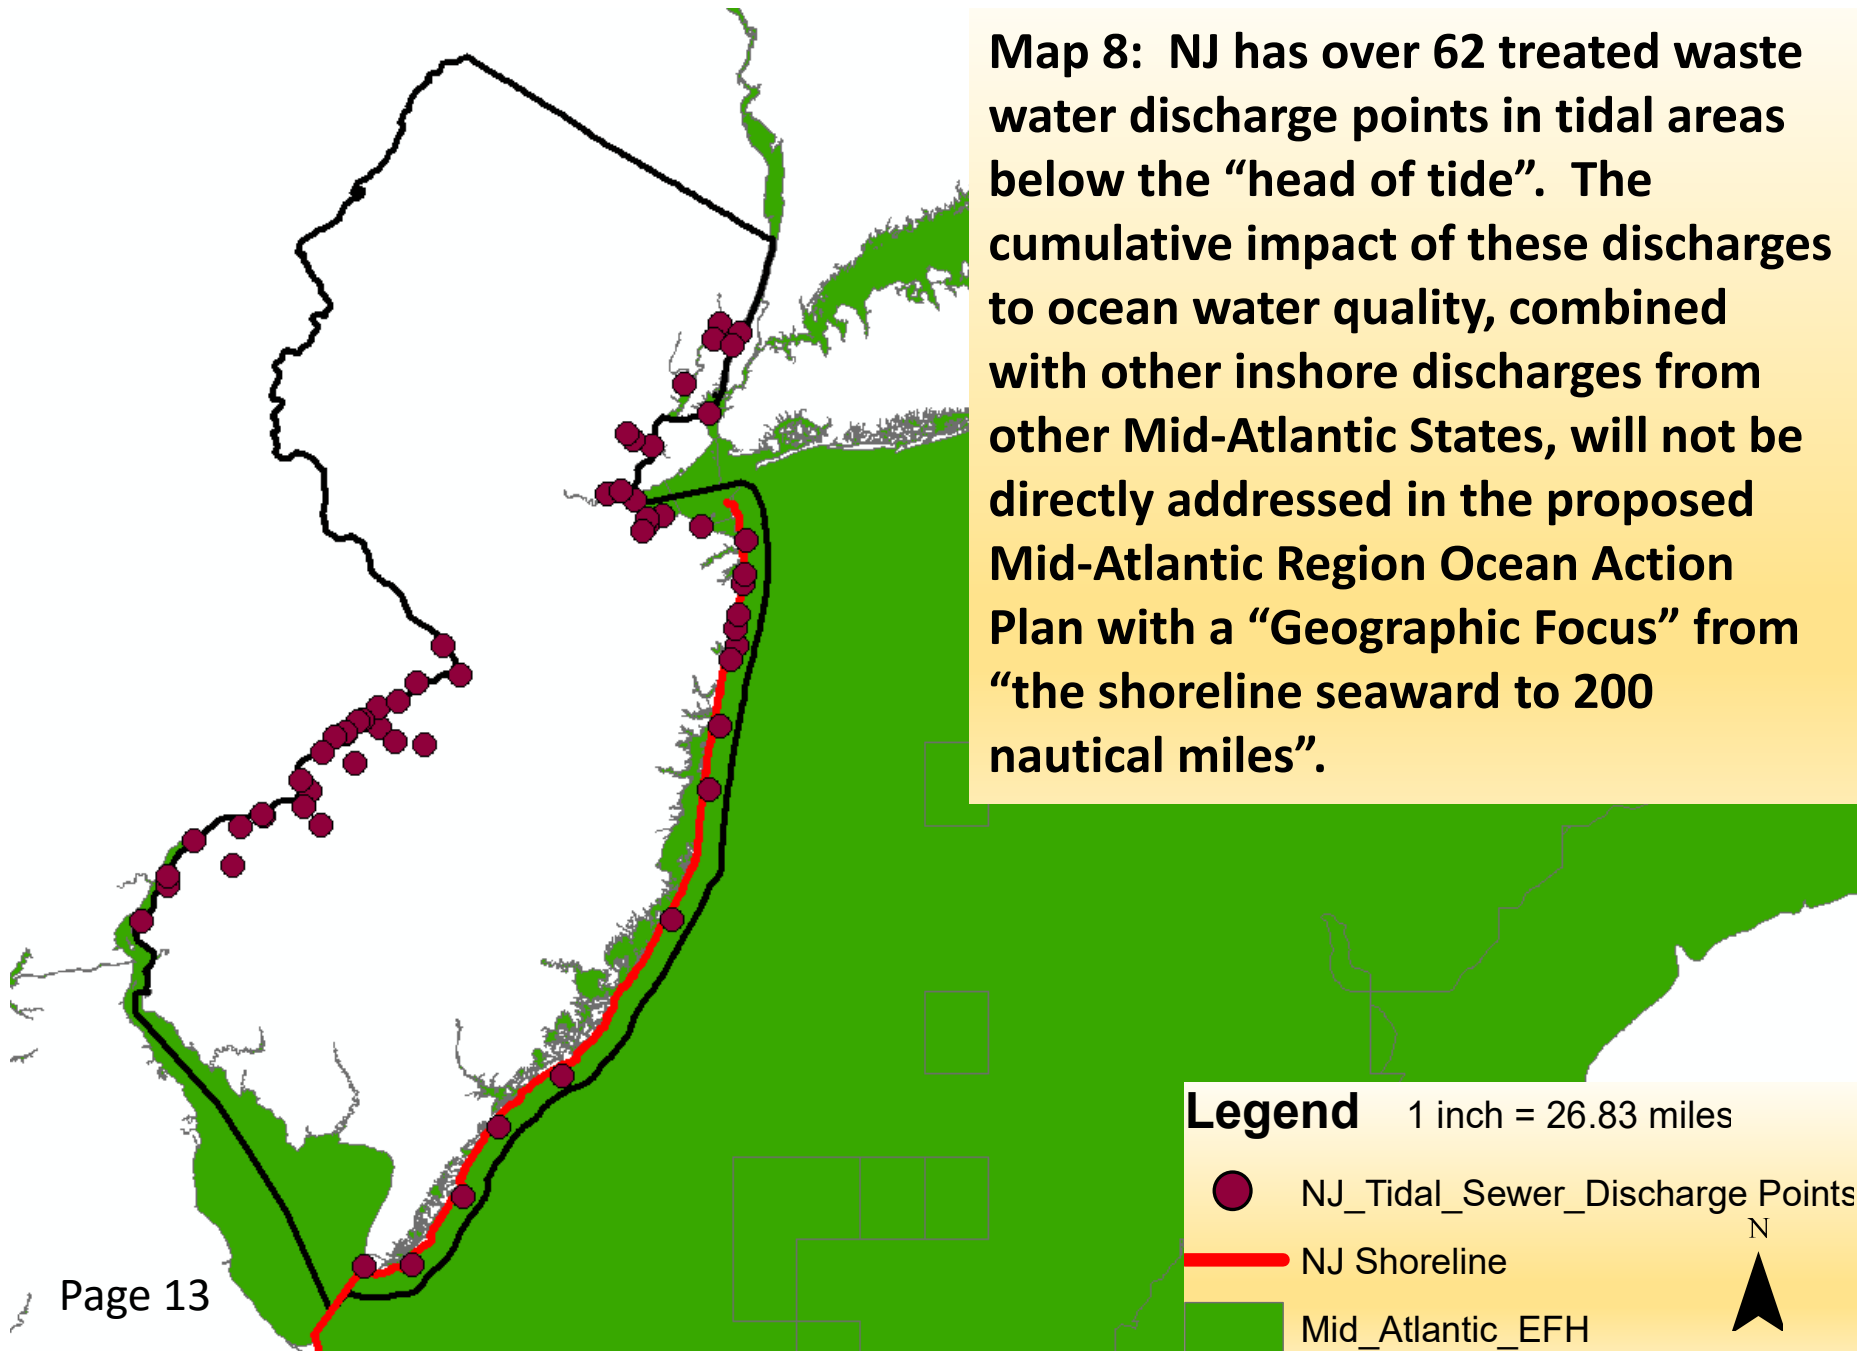 Map 8:  NJ has over 62 treated waste
water discharge points in tidal areas
below the “head of tide”.  The
cumulative impact of these discharges
to ocean water quality, combined
with other inshore discharges from
other Mid-Atlantic States, will not be
directly addressed in the proposed
Mid-Atlantic Region Ocean Action
Plan with a “Geographic Focus” from
“the shoreline seaward to 200
nautical miles”.
Legend 1 inch = 26.83 miles
NJ_Tidal_Sewer_Discharge Points
N
NJ Shoreline
Mid_Atlantic_EFH
Page 13